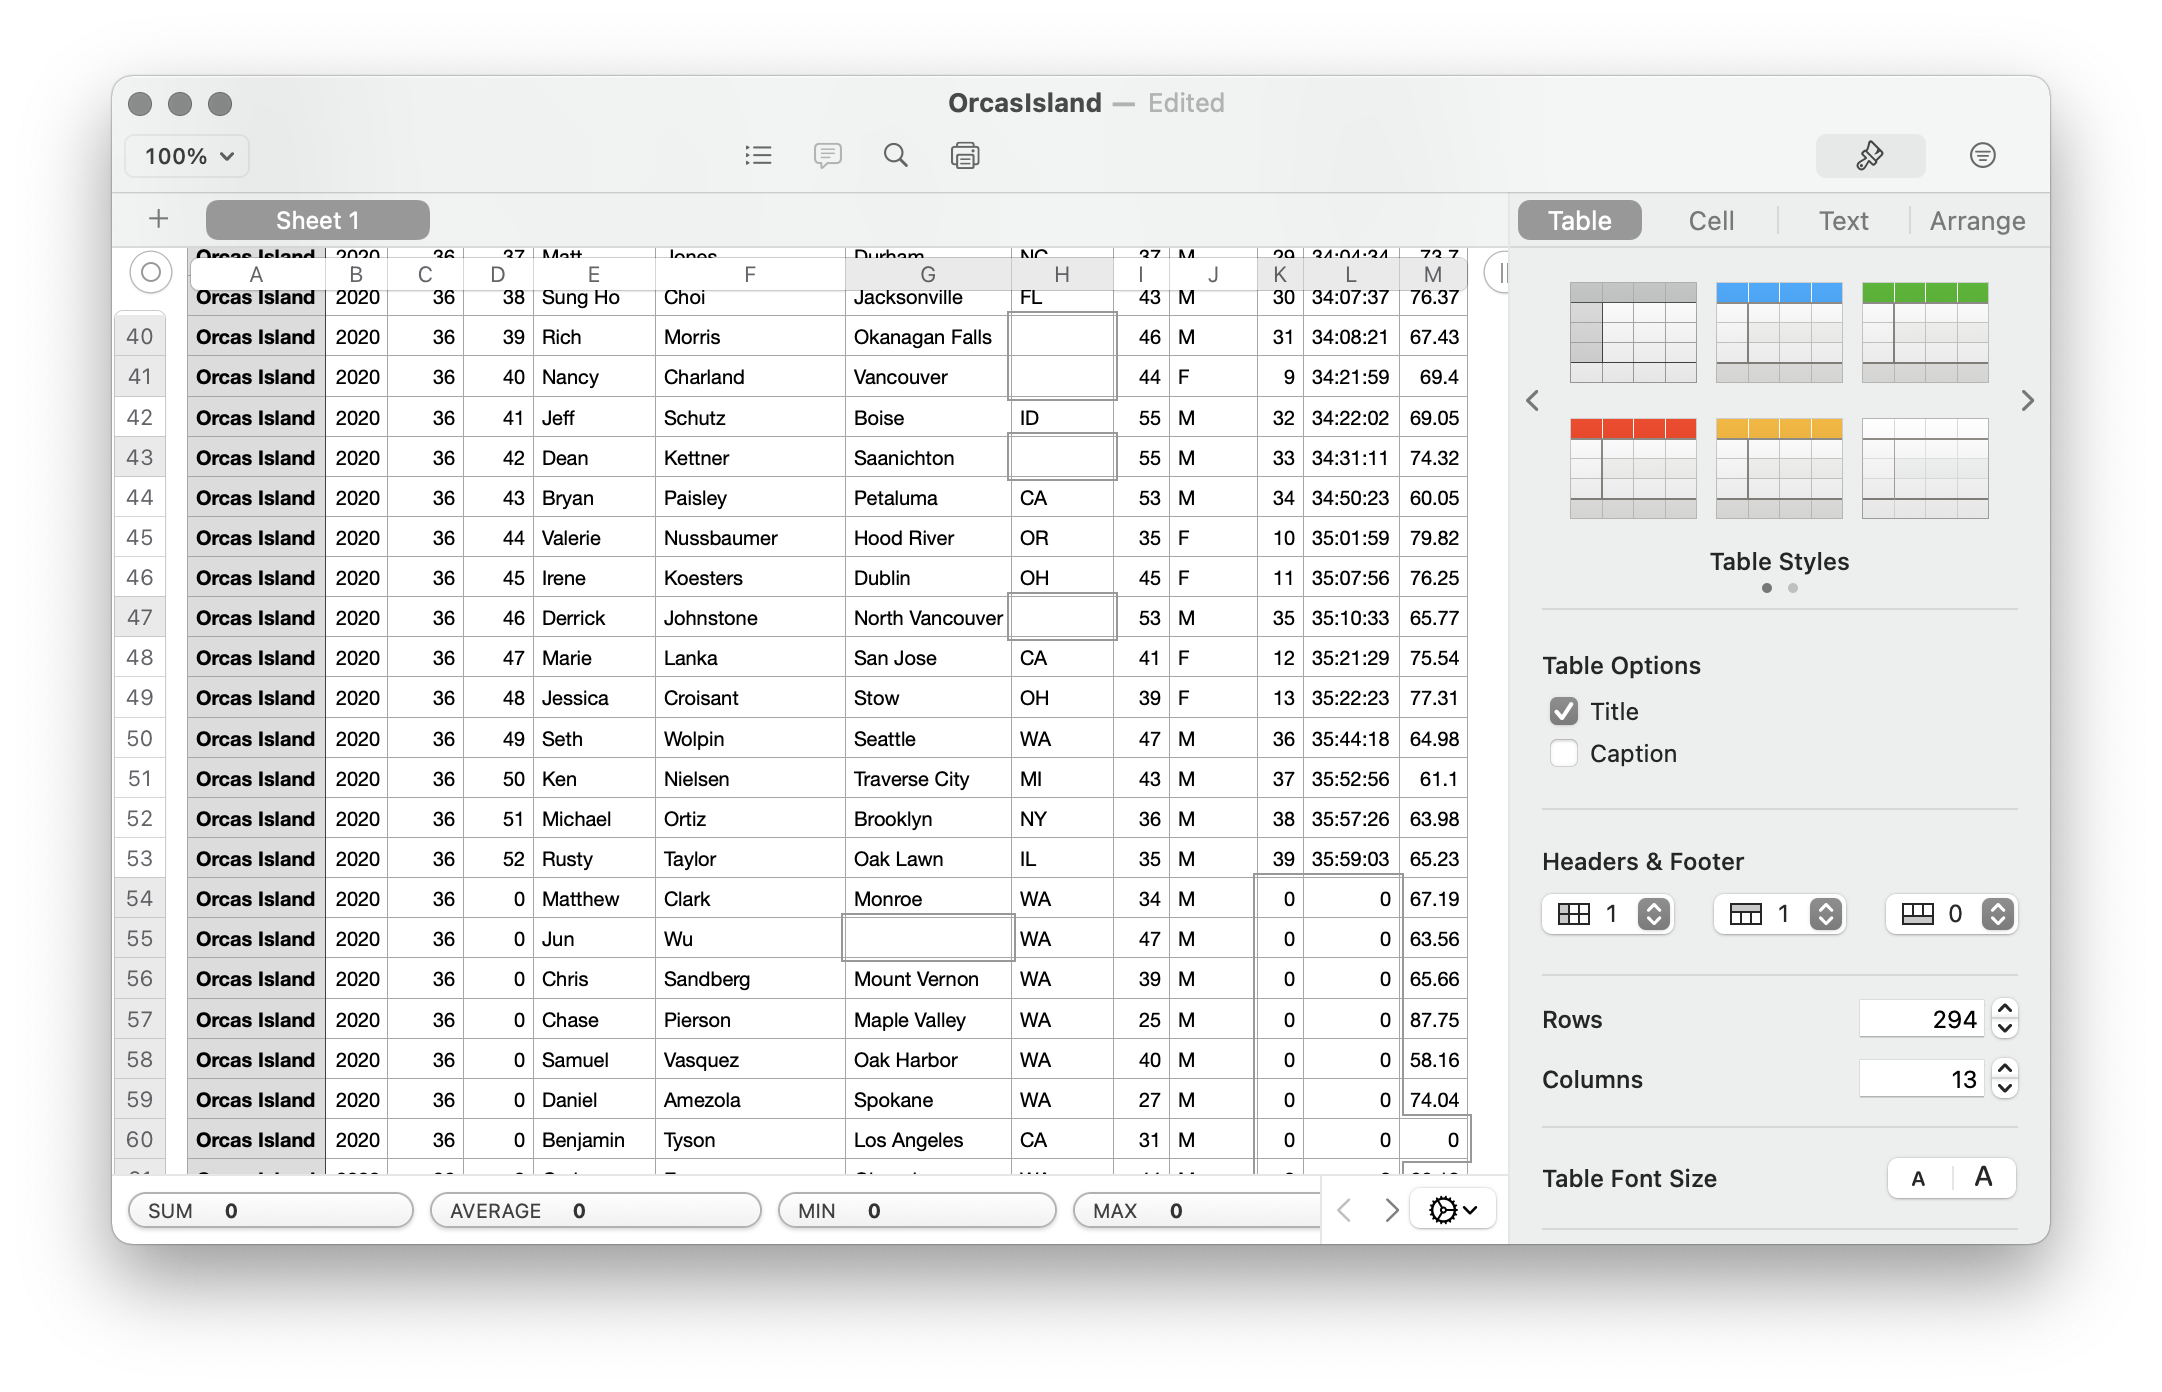 OrcasIsland — Edited
100%
Sheet 1
Table Cell Text Arrange
A B C D E F G H I J K L M
Orcas Island 2020 36 37 Matt Jones Durham NC 37 M 29 34:04:34 73.7
Orcas Island 2020 36 38 Sung Ho Choi Jacksonville FL 43 M 30 34:07:37 76.37
40 Orcas Island 2020 36 39 Rich Morris Okanagan Falls 46 M 31 34:08:21 67.43
41 Orcas Island 2020 36 40 Nancy Charland Vancouver 44 F 9 34:21:59 69.4
42 Orcas Island 2020 36 41 Jeff Schutz Boise ID 55 M 32 34:22:02 69.05
43 Orcas Island 2020 36 42 Dean Kettner Saanichton 55 M 33 34:31:11 74.32
44 Orcas Island 2020 36 43 Bryan Paisley Petaluma CA 53 M 34 34:50:23 60.05
45 Orcas Island 2020 36 44 Valerie Nussbaumer Hood River OR 35 F 10 35:01:59 79.82
46 Orcas Island 2020 36 45 Irene Koesters Dublin OH 45 F 11 35:07:56 76.25
47 Orcas Island 2020 36 46 Derrick Johnstone North Vancouver 53 M 35 35:10:33 65.77
48 Orcas Island 2020 36 47 Marie Lanka San Jose CA 41 F 12 35:21:29 75.54
49 Orcas Island 2020 36 48 Jessica Croisant Stow OH 39 F 13 35:22:23 77.31
50 Orcas Island 2020 36 49 Seth Wolpin Seattle WA 47 M 36 35:44:18 64.98
51 Orcas Island 2020 36 50 Ken Nielsen Traverse City MI 43 M 37 35:52:56 61.1
52 Orcas Island 2020 36 51 Michael Ortiz Brooklyn NY 36 M 38 35:57:26 63.98
53 Orcas Island 2020 36 52 Rusty Taylor Oak Lawn IL 35 M 39 35:59:03 65.23
54 Orcas Island 2020 36 0 Matthew Clark Monroe WA 34 M 0 0 67.19
55 Orcas Island 2020 36 0 Jun Wu WA 47 M 0 0 63.56
56 Orcas Island 2020 36 0 Chris Sandberg Mount Vernon WA 39 M 0 0 65.66
57 Orcas Island 2020 36 0 Chase Pierson Maple Valley WA 25 M 0 0 87.75
58 Orcas Island 2020 36 0 Samuel Vasquez Oak Harbor WA 40 M 0 0 58.16
59 Orcas Island 2020 36 0 Daniel Amezola Spokane WA 27 M 0 0 74.04
60 Orcas Island 2020 36 0 Benjamin Tyson Los Angeles CA 31 M 0 0 0
SUM 0 AVERAGE 0 MIN 0 MAX 0
Table Styles
Table Options
Title
Caption
Headers & Footer
1 1 0
Rows 294
Columns 13
Table Font Size A A